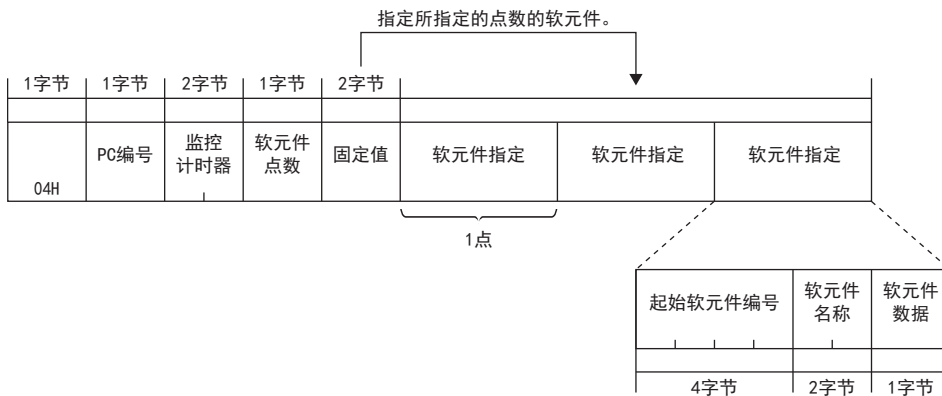 指定所指定的点数的软元件。
1字节 1字节 2字节 1字节 2字节
04H
PC编号
监控
计时器
软元件
点数
固定值
软元件指定
软元件指定
软元件指定
1点
起始软元件编号
软元件
名称
软元件
数据
4字节 2字节 1字节